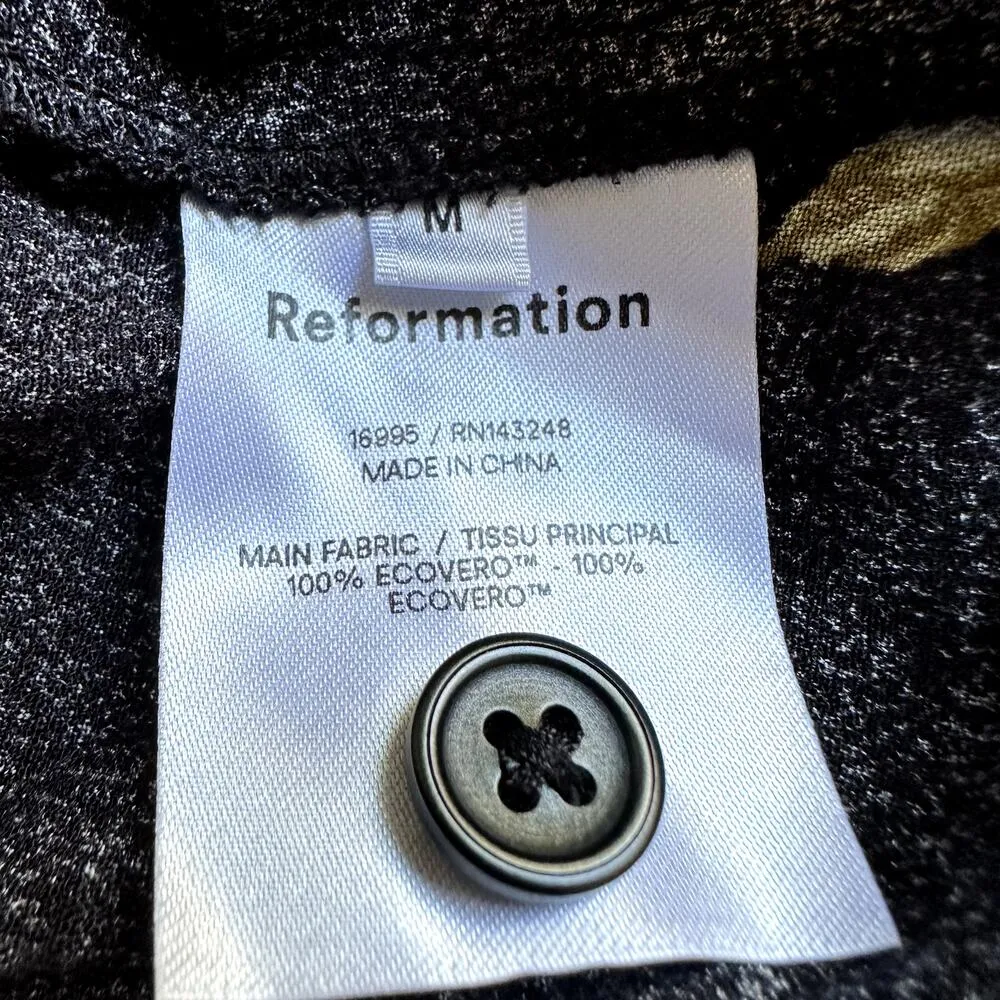 M
Reformation
16995 / RN143248
MADE IN CHINA
MAIN FABRIC / TISSU PRINCIPAL
100% ECOVERO™ - 100%
ECOVERO™